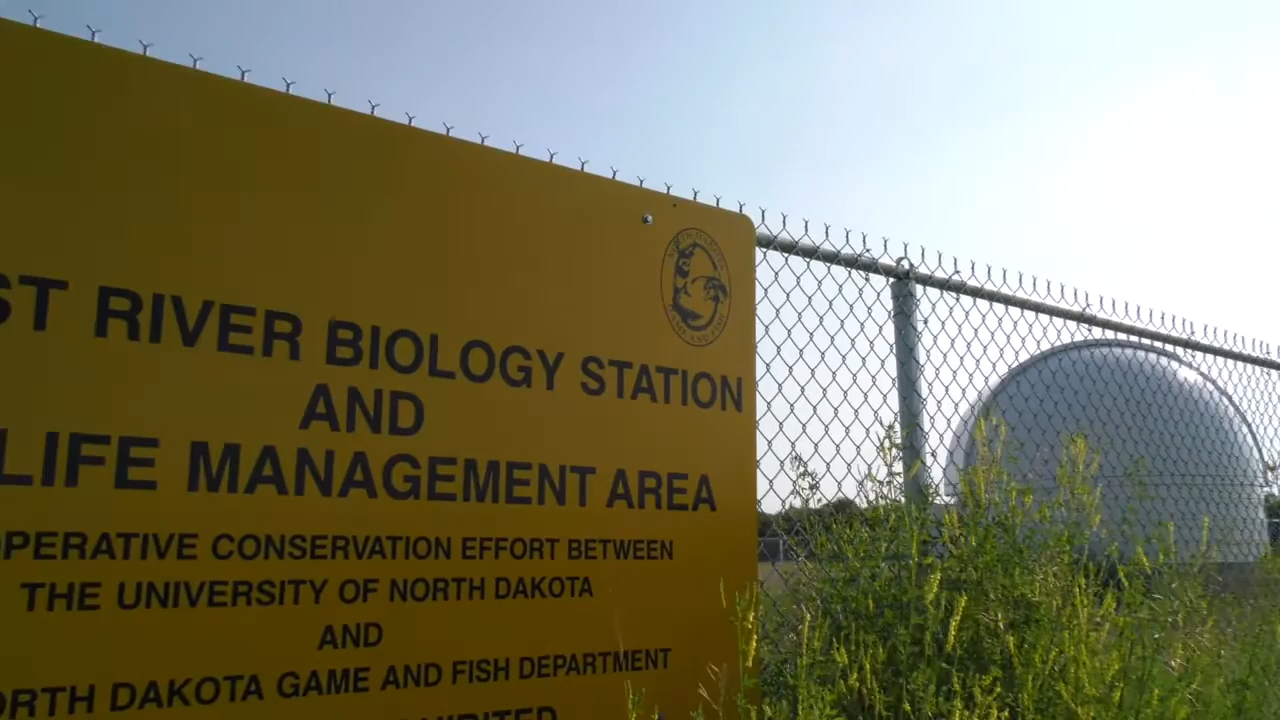 ST RIVER BIOLOGY STATION
AND
LIFE MANAGEMENT AREA
OPERATIVE CONSERVATION EFFORT BETWEEN
THE UNIVERSITY OF NORTH DAKOTA
AND
ORTH DAKOTA GAME AND FISH DEPARTMENT